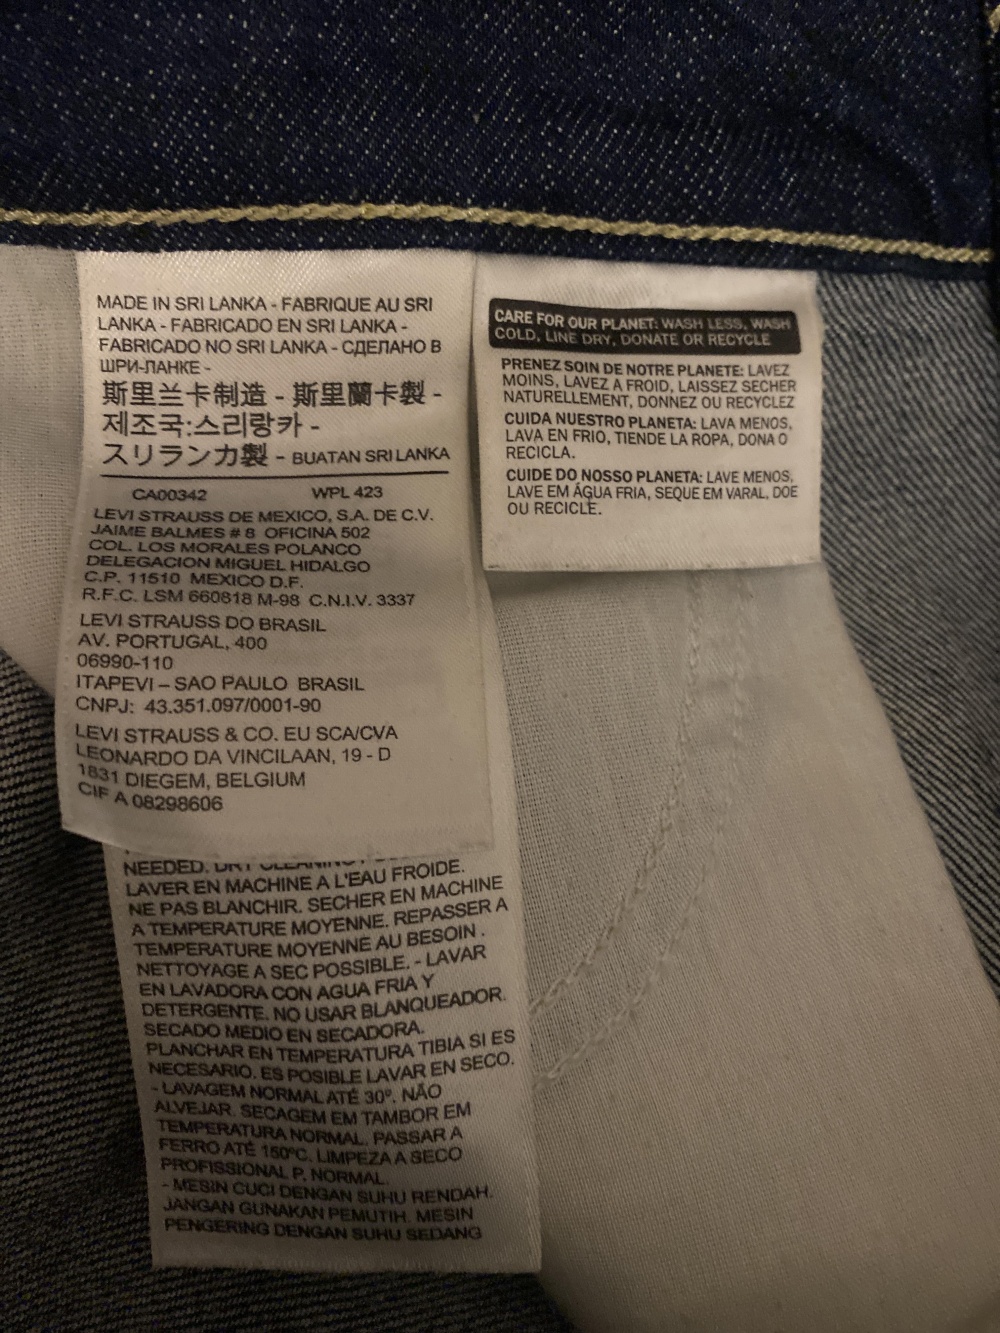 MADE IN SRI LANKA - FABRIQUE AU SRI
LANKA - FABRICADO EN SRI LANKA -
FABRICADO NO SRI LANKA - СДЕЛАНО В
ШРИ-ЛАНКЕ -
斯里兰卡制造 - 斯里蘭卡製 -
제조국:스리랑카 -
スリランカ製 - BUATAN SRI LANKA
CA00342 WPL 423
LEVI STRAUSS DE MEXICO, S.A. DE C.V.
JAIME BALMES # 8 OFICINA 502
COL. LOS MORALES POLANCO
DELEGACION MIGUEL HIDALGO
C.P. 11510 MEXICO D.F.
R.F.C. LSM 660818 M-98 C.N.I.V. 3337
LEVI STRAUSS DO BRASIL
AV. PORTUGAL, 400
06990-110
ITAPEVI – SAO PAULO BRASIL
CNPJ: 43.351.097/0001-90
LEVI STRAUSS & CO. EU SCA/CVA
LEONARDO DA VINCILAAN, 19 - D
1831 DIEGEM, BELGIUM
CIF A 08298606
NEEDED. DRY CLEANING
LAVER EN MACHINE A L'EAU FROIDE.
NE PAS BLANCHIR. SECHER EN MACHINE
A TEMPERATURE MOYENNE. REPASSER A
TEMPERATURE MOYENNE AU BESOIN .
NETTOYAGE A SEC POSSIBLE. - LAVAR
EN LAVADORA CON AGUA FRIA Y
DETERGENTE. NO USAR BLANQUEADOR.
SECADO MEDIO EN SECADORA.
PLANCHAR EN TEMPERATURA TIBIA SI ES
NECESARIO. ES POSIBLE LAVAR EN SECO.
- LAVAGEM NORMAL ATÉ 30º. NÃO
ALVEJAR. SECAGEM EM TAMBOR EM
TEMPERATURA NORMAL. PASSAR A
FERRO ATÉ 150ºC. LIMPEZA A SECO
PROFISSIONAL P, NORMAL.
- MESIN CUCI DENGAN SUHU RENDAH.
JANGAN GUNAKAN PEMUTIH. MESIN
PENGERING DENGAN SUHU SEDANG
CARE FOR OUR PLANET: WASH LESS, WASH
COLD, LINE DRY, DONATE OR RECYCLE
PRENEZ SOIN DE NOTRE PLANETE: LAVEZ
MOINS, LAVEZ A FROID, LAISSEZ SECHER
NATURELLEMENT, DONNEZ OU RECYCLEZ
CUIDA NUESTRO PLANETA: LAVA MENOS,
LAVA EN FRIO, TIENDE LA ROPA, DONA O
RECICLA.
CUIDE DO NOSSO PLANETA: LAVE MENOS,
LAVE EM ÁGUA FRIA, SEQUE EM VARAL, DOE
OU RECICLE.